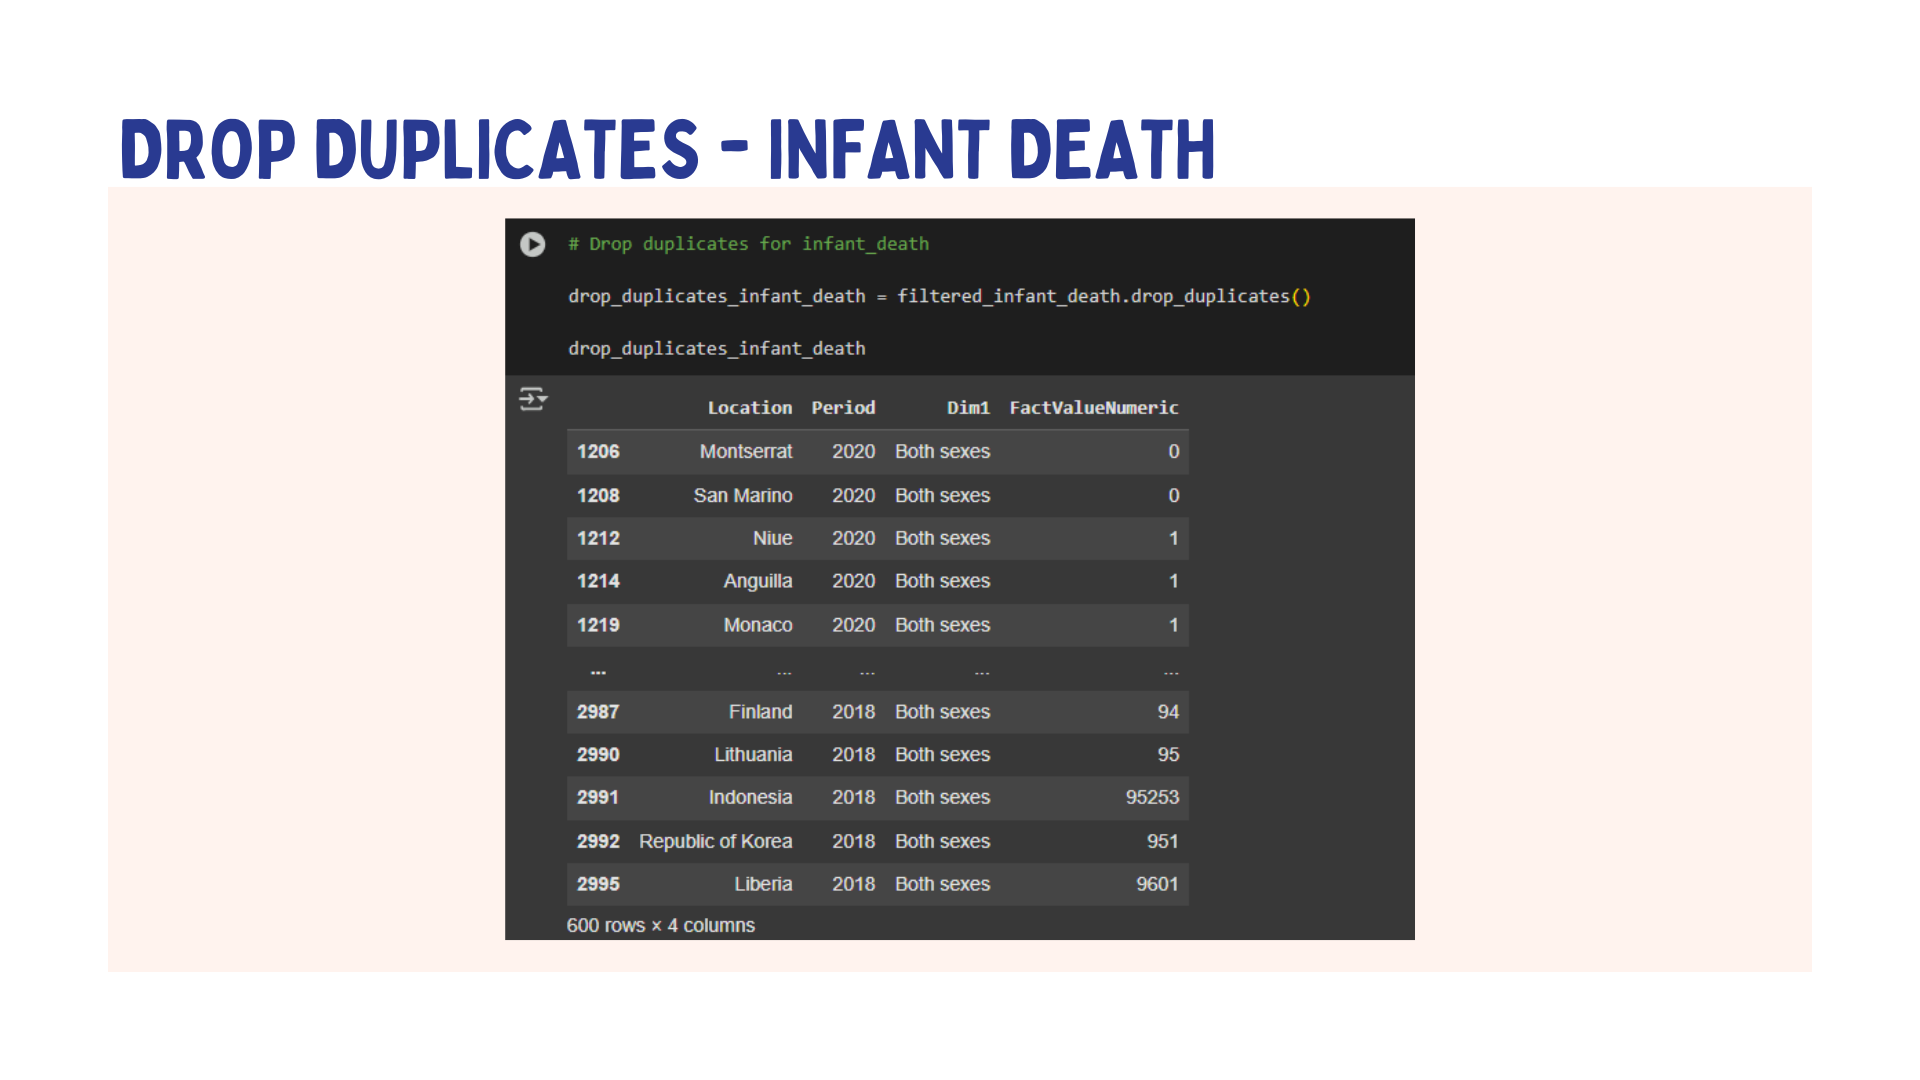 DROP DUPLICATES - INFANT DEATH
# Drop duplicates for infant_death
drop_duplicates_infant_death = filtered_infant_death.drop_duplicates()
drop_duplicates_infant_death
Location Period Dim1 FactValueNumeric
1206 Montserrat 2020 Both sexes 0
1208 San Marino 2020 Both sexes 0
1212 Niue 2020 Both sexes 1
1214 Anguilla 2020 Both sexes 1
1219 Monaco 2020 Both sexes 1
... ... ... ... ...
2987 Finland 2018 Both sexes 94
2990 Lithuania 2018 Both sexes 95
2991 Indonesia 2018 Both sexes 95253
2992 Republic of Korea 2018 Both sexes 951
2995 Liberia 2018 Both sexes 9601
600 rows × 4 columns